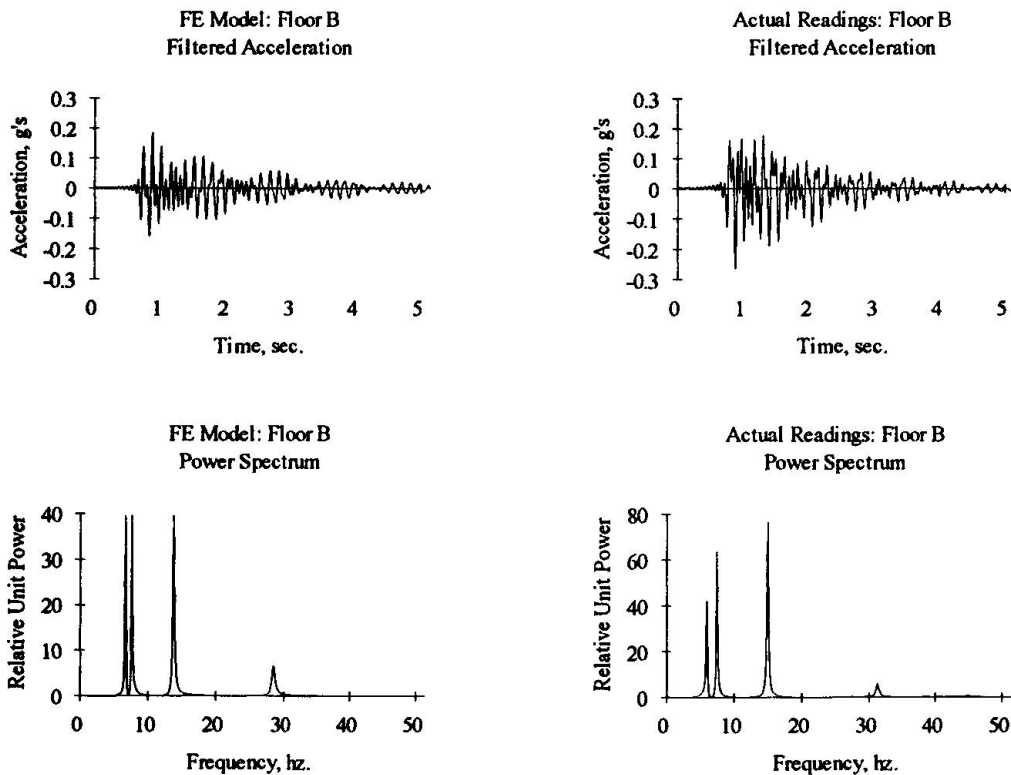 FE Model: Floor B
Filtered Acceleration
Acceleration, g's
0.3
0.2
0.1
0
-0.1
-0.2
-0.3
0 1 2 3 4 5
Time, sec.
Actual Readings: Floor B
Filtered Acceleration
Acceleration, g's
0.3
0.2
0.1
0
-0.1
-0.2
-0.3
0 1 2 3 4 5
Time, sec.
FE Model: Floor B
Power Spectrum
Relative Unit Power
40
30
20
10
0
0 10 20 30 40 50
Frequency, hz.
Actual Readings: Floor B
Power Spectrum
Relative Unit Power
80
60
40
20
0
0 10 20 30 40 50
Frequency, hz.